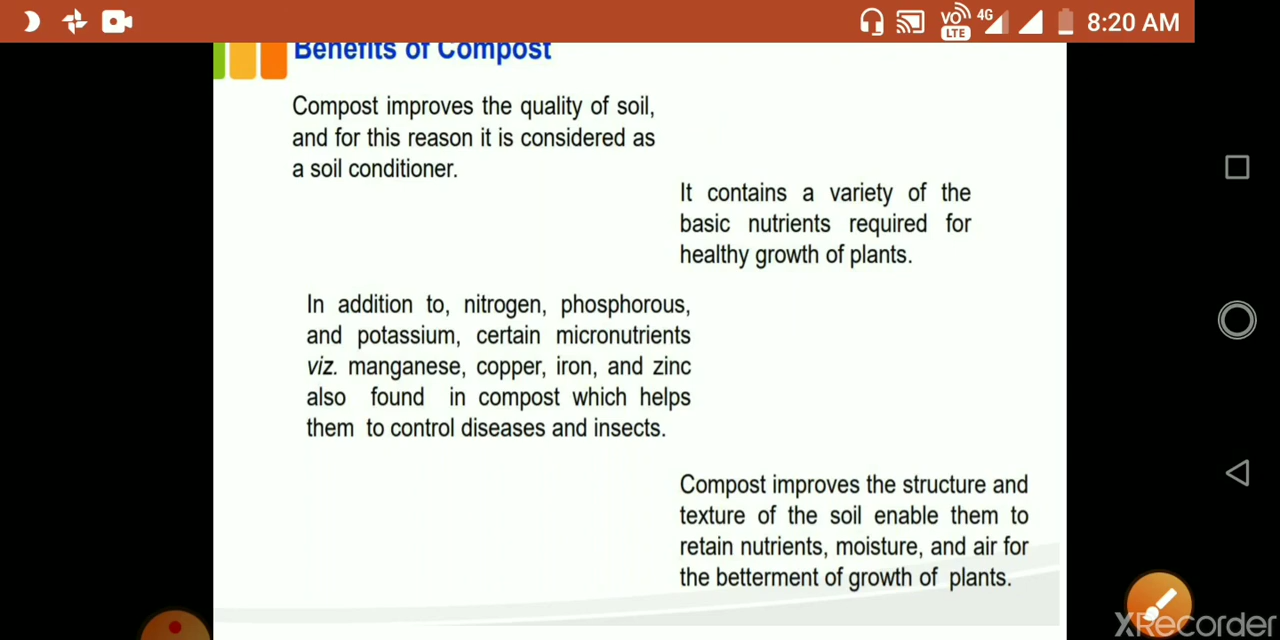 VO
LTE
4G
8:20 AM
Benefits of Compost
Compost improves the quality of soil,
and for this reason it is considered as
a soil conditioner.
It contains a variety of the
basic nutrients required for
healthy growth of plants.
In addition to, nitrogen, phosphorous,
and potassium, certain micronutrients
viz. manganese, copper, iron, and zinc
also found in compost which helps
them to control diseases and insects.
Compost improves the structure and
texture of the soil enable them to
retain nutrients, moisture, and air for
the betterment of growth of plants.
XRecorder